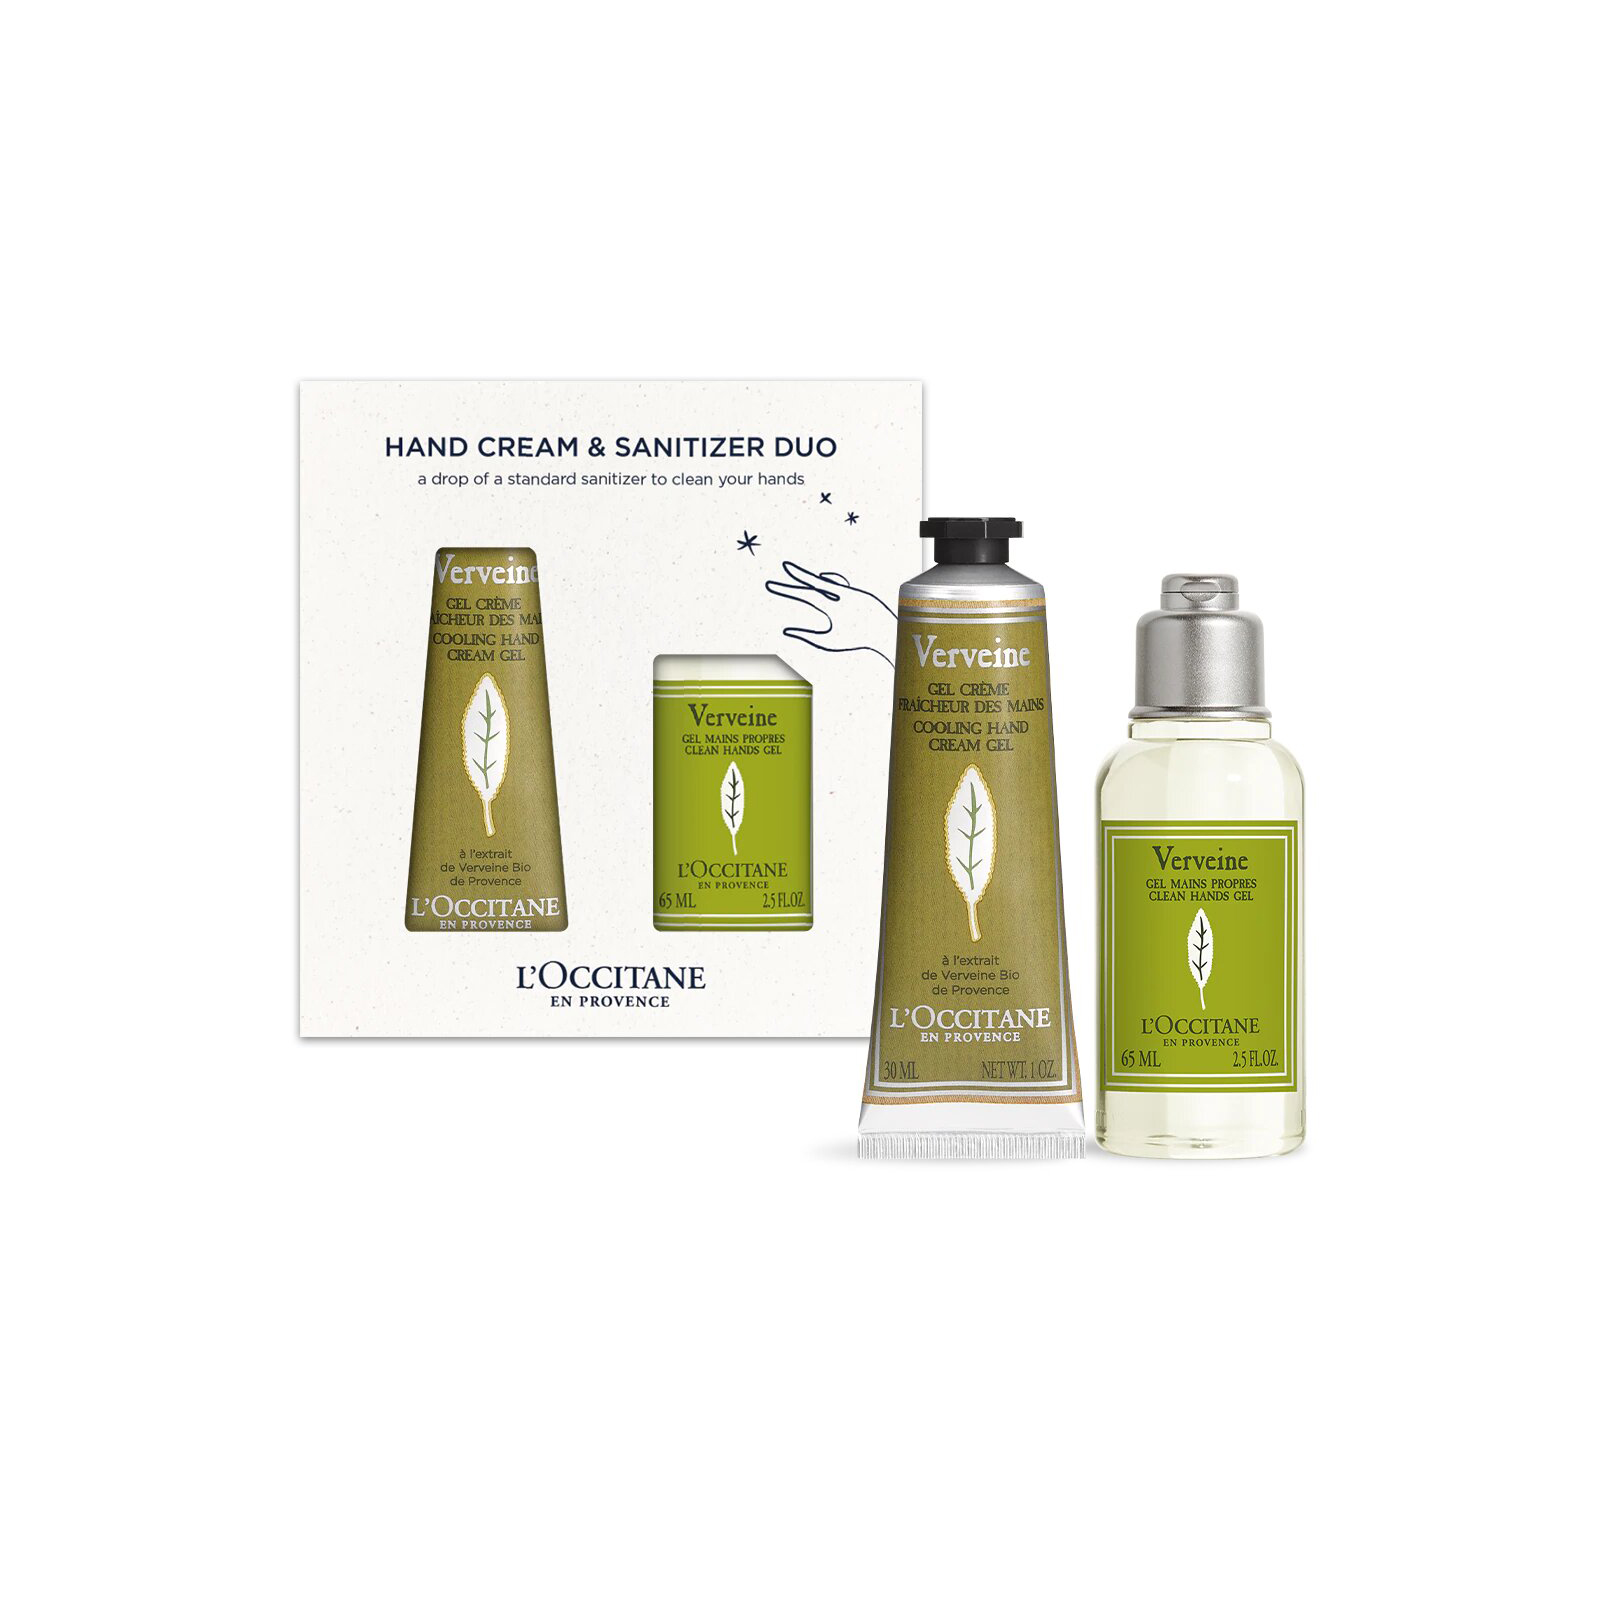 HAND CREAM & SANITIZER DUO
a drop of a standard sanitizer to clean your hands
Verveine
GEL CRÈME
AÎCHEUR DES MAI
COOLING HAND
CREAM GEL
à l'extrait
de Verveine Bio
de Provence
L'OCCITANE
EN PROVENCE
Verveine
GEL MAINS PROPRES
CLEAN HANDS GEL
L'OCCITANE
EN PROVENCE
65 ML 2.5 FL.OZ.
L'OCCITANE
EN PROVENCE
Verveine
GEL CRÈME
FRAÎCHEUR DES MAINS
COOLING HAND
CREAM GEL
à l'extrait
de Verveine Bio
de Provence
L'OCCITANE
EN PROVENCE
30 ML NET WT. 1 OZ.
Verveine
GEL MAINS PROPRES
CLEAN HANDS GEL
L'OCCITANE
EN PROVENCE
65 ML 2.5 FL.OZ.